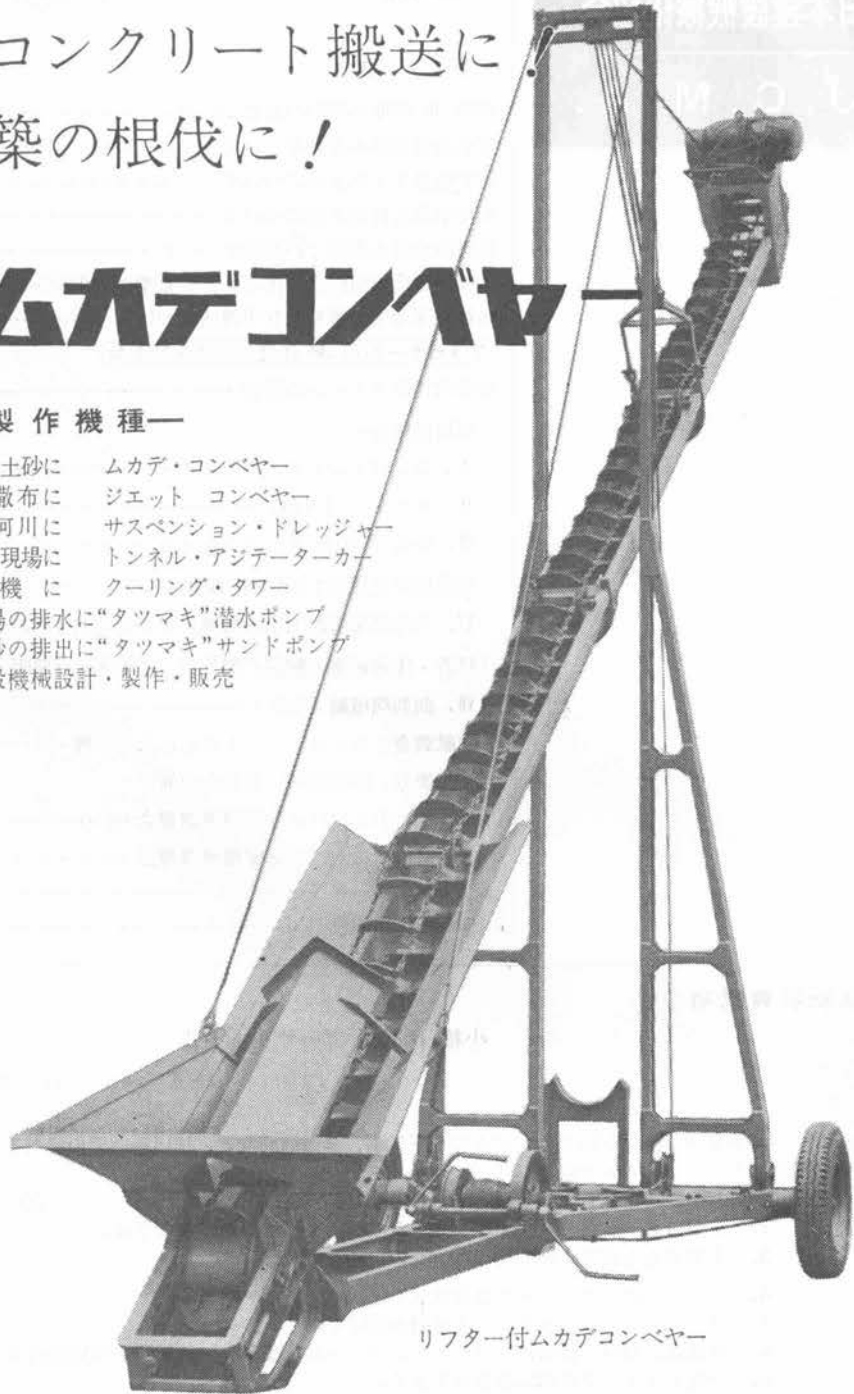 コンクリート搬送に!
築の根伐に!
ムカデコンベヤー
製作機種—
土砂に ムカデ・コンベヤー
散布に ジエット コンベヤー
河川に サスペンション・ドレッジャー
現場に トンネル・アジテーターカー
機 に クーリング・タワー
の排水に“タツマキ”潜水ポンプ
の排出に“タツマキ”サンドポンプ
機械設計・製作・販売
リフター付ムカデコンベヤー